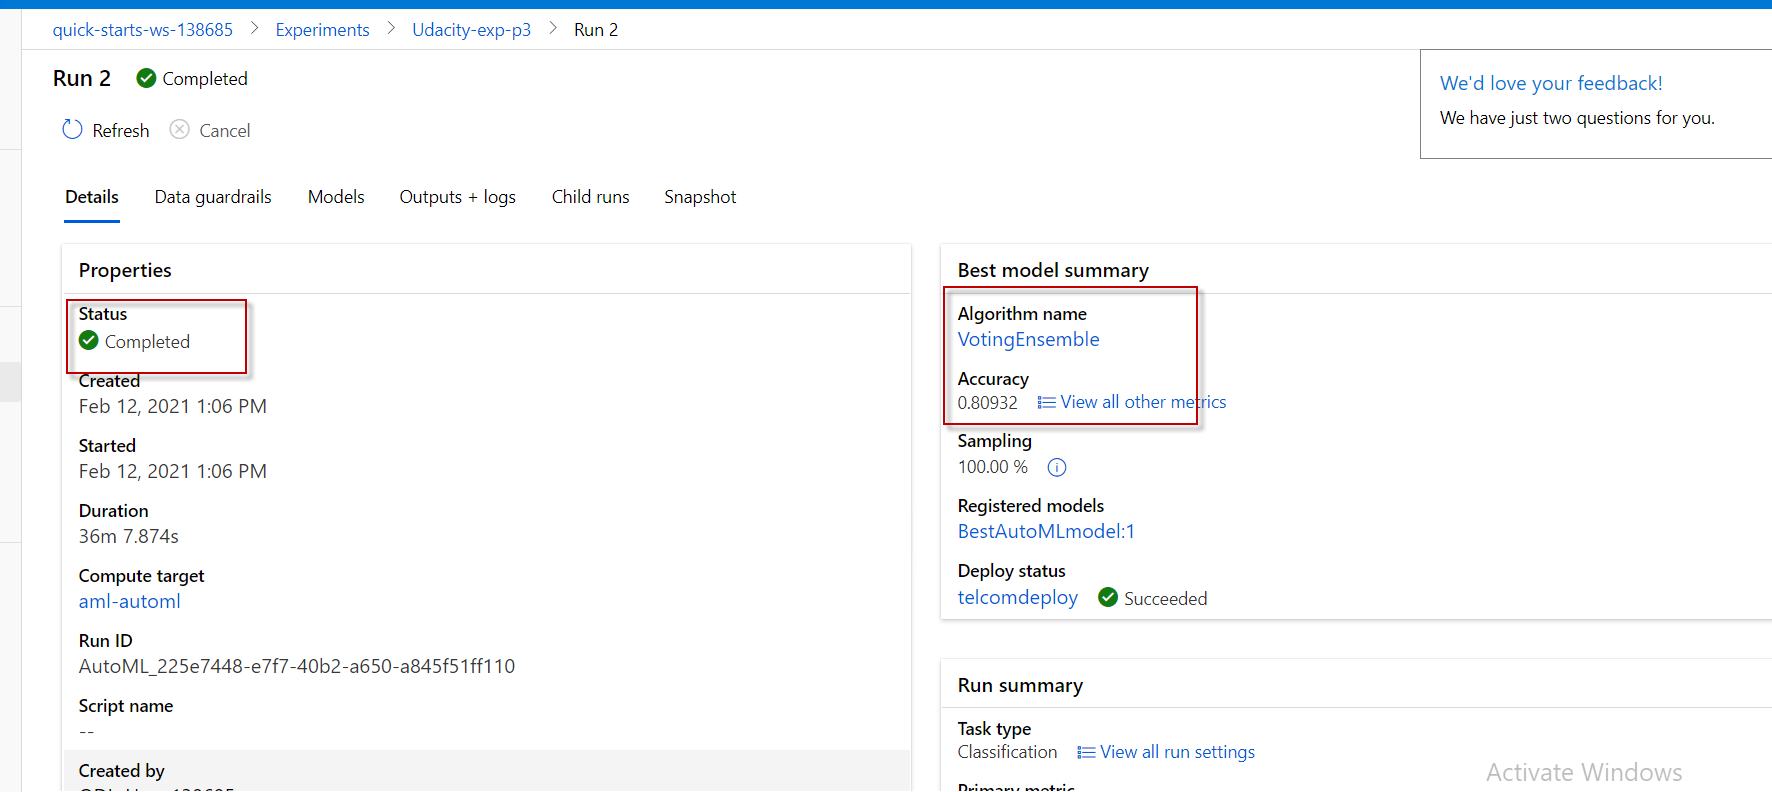 quick-starts-ws-138685 > Experiments > Udacity-exp-p3 > Run 2
Run 2 Completed
We'd love your feedback!
We have just two questions for you.
Refresh Cancel
Details Data guardrails Models Outputs + logs Child runs Snapshot
Properties
Status
Completed
Created
Feb 12, 2021 1:06 PM
Started
Feb 12, 2021 1:06 PM
Duration
36m 7.874s
Compute target
aml-automl
Run ID
AutoML_225e7448-e7f7-40b2-a650-a845f51ff110
Script name
--
Created by
Best model summary
Algorithm name
VotingEnsemble
Accuracy
0.80932 View all other metrics
Sampling
100.00 %
Registered models
BestAutoMLmodel:1
Deploy status
telcomdeploy Succeeded
Run summary
Task type
Classification View all run settings
Primary metric
Activate Windows